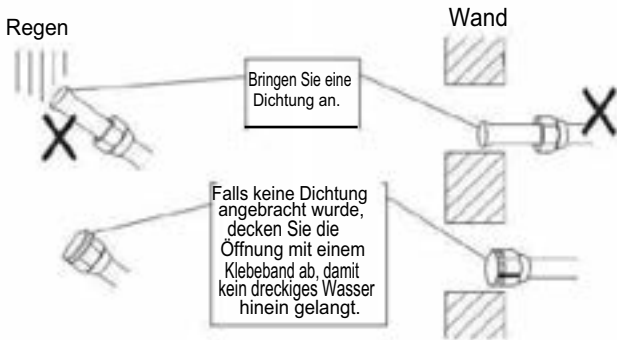 Regen
Wand
Bringen Sie eine
Dichtung an.
Falls keine Dichtung
angebracht wurde,
decken Sie die
Öffnung mit einem
Klebeband ab, damit
kein dreckiges Wasser
hinein gelangt.